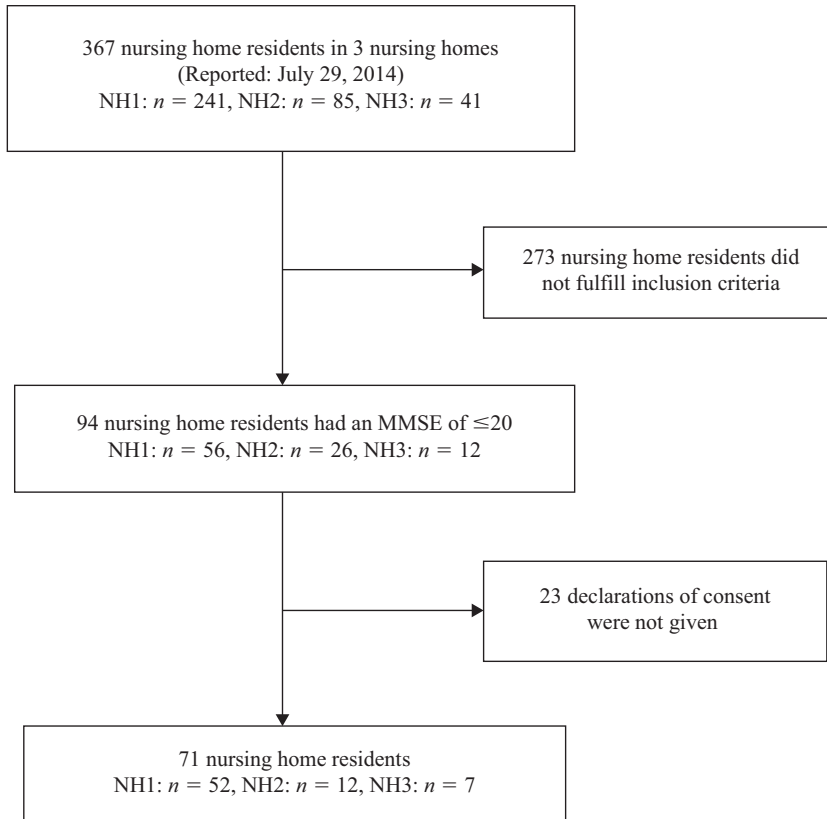 367 nursing home residents in 3 nursing homes
(Reported: July 29, 2014)
NH1: n = 241, NH2: n = 85, NH3: n = 41
273 nursing home residents did
not fulfill inclusion criteria
94 nursing home residents had an MMSE of ≤20
NH1: n = 56, NH2: n = 26, NH3: n = 12
23 declarations of consent
were not given
71 nursing home residents
NH1: n = 52, NH2: n = 12, NH3: n = 7